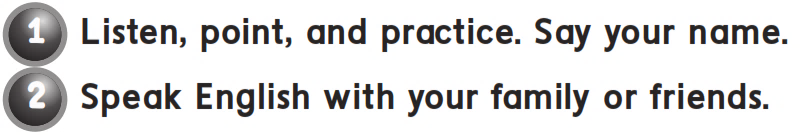 1 Listen, point, and practice. Say your name.
2 Speak English with your family or friends.